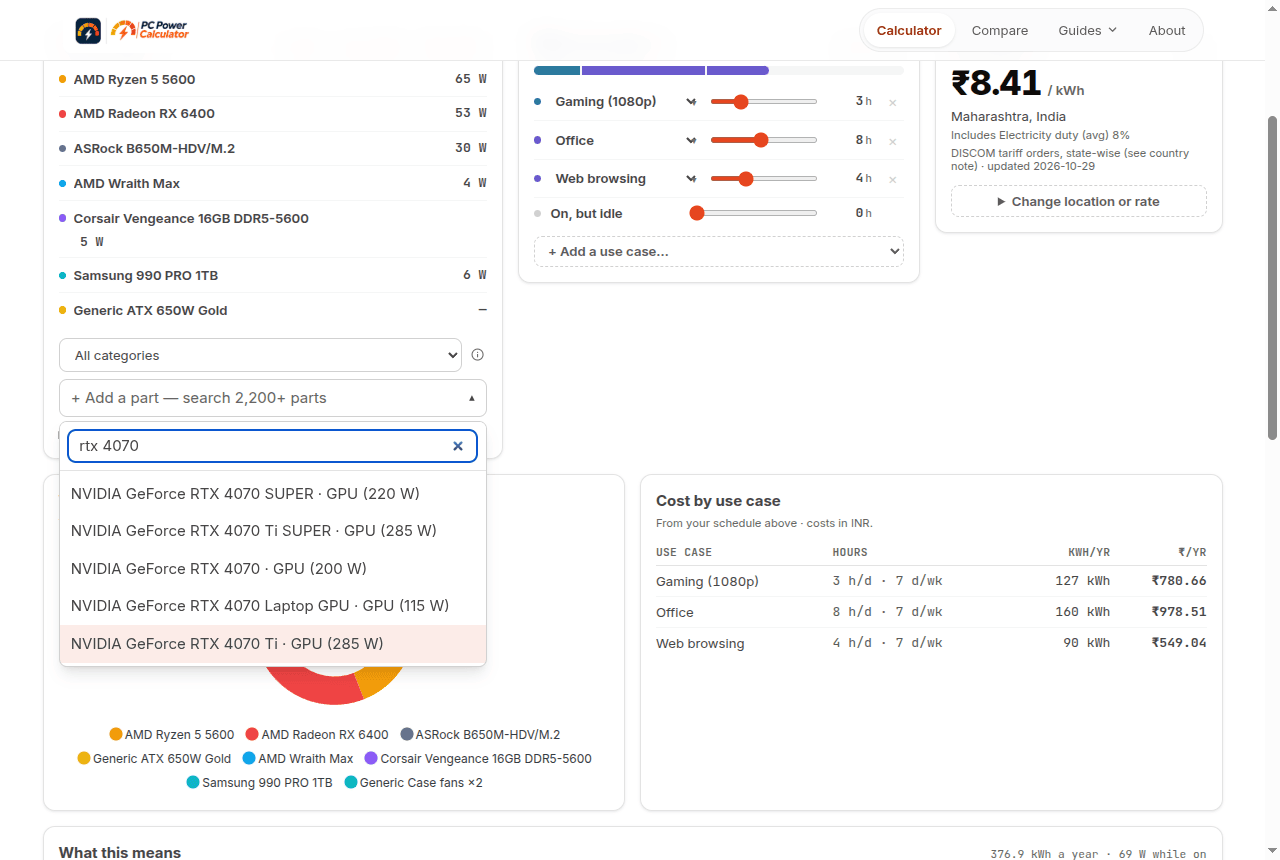 PC Power
Calculator
Calculator
Compare
Guides
About
AMD Ryzen 5 5600 65 W
AMD Radeon RX 6400 53 W
ASRock B650M-HDV/M.2 30 W
AMD Wraith Max 4 W
Corsair Vengeance 16GB DDR5-5600
5 W
Samsung 990 PRO 1TB 6 W
Generic ATX 650W Gold —
All categories
+ Add a part — search 2,200+ parts
rtx 4070
NVIDIA GeForce RTX 4070 SUPER · GPU (220 W)
NVIDIA GeForce RTX 4070 Ti SUPER · GPU (285 W)
NVIDIA GeForce RTX 4070 · GPU (200 W)
NVIDIA GeForce RTX 4070 Laptop GPU · GPU (115 W)
NVIDIA GeForce RTX 4070 Ti · GPU (285 W)
Gaming (1080p) 3 h ×
Office 8 h ×
Web browsing 4 h ×
On, but idle 0 h
+ Add a use case...
₹8.41 / kWh
Maharashtra, India
Includes Electricity duty (avg) 8%
DISCOM tariff orders, state-wise (see country
note) · updated 2026-10-29
▶ Change location or rate
AMD Ryzen 5 5600 AMD Radeon RX 6400 ASRock B650M-HDV/M.2
Generic ATX 650W Gold AMD Wraith Max Corsair Vengeance 16GB DDR5-5600
Samsung 990 PRO 1TB Generic Case fans ×2
Cost by use case
From your schedule above · costs in INR.
USE CASE HOURS KWH/YR ₹/YR
Gaming (1080p) 3 h/d · 7 d/wk 127 kWh ₹780.66
Office 8 h/d · 7 d/wk 160 kWh ₹978.51
Web browsing 4 h/d · 7 d/wk 90 kWh ₹549.04
What this means 376.9 kWh a year · 69 W while on